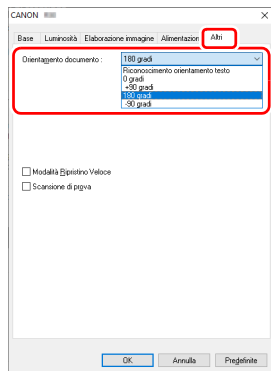 CANON
Base Luminosità Elaborazione immagine Alimentazion Altri
Orientamento documento : 180 gradi
Riconoscimento orientamento testo
0 gradi
+90 gradi
180 gradi
-90 gradi
Modalità Ripristino Veloce
Scansione di prova
OK Annulla Predefinite